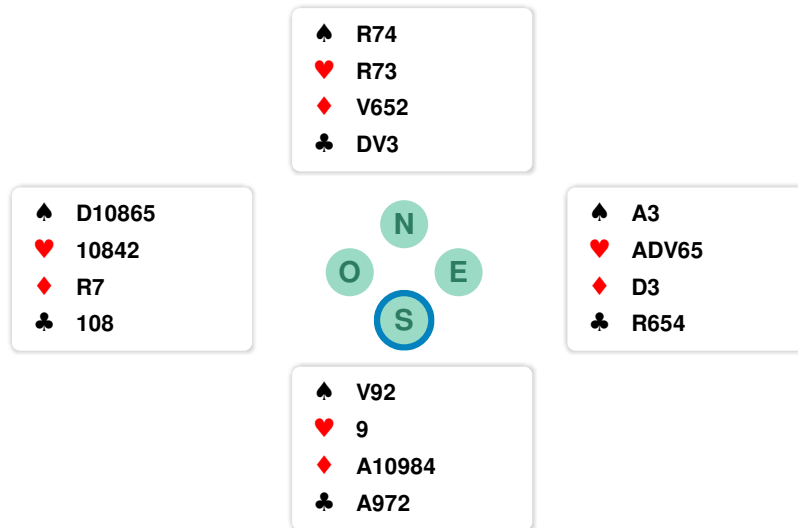 ♠ R74
♥ R73
♦ V652
♣ DV3
♠ D10865
♥ 10842
♦ R7
♣ 108
N
O
E
S
♠ A3
♥ ADV65
♦ D3
♣ R654
♠ V92
♥ 9
♦ A10984
♣ A972